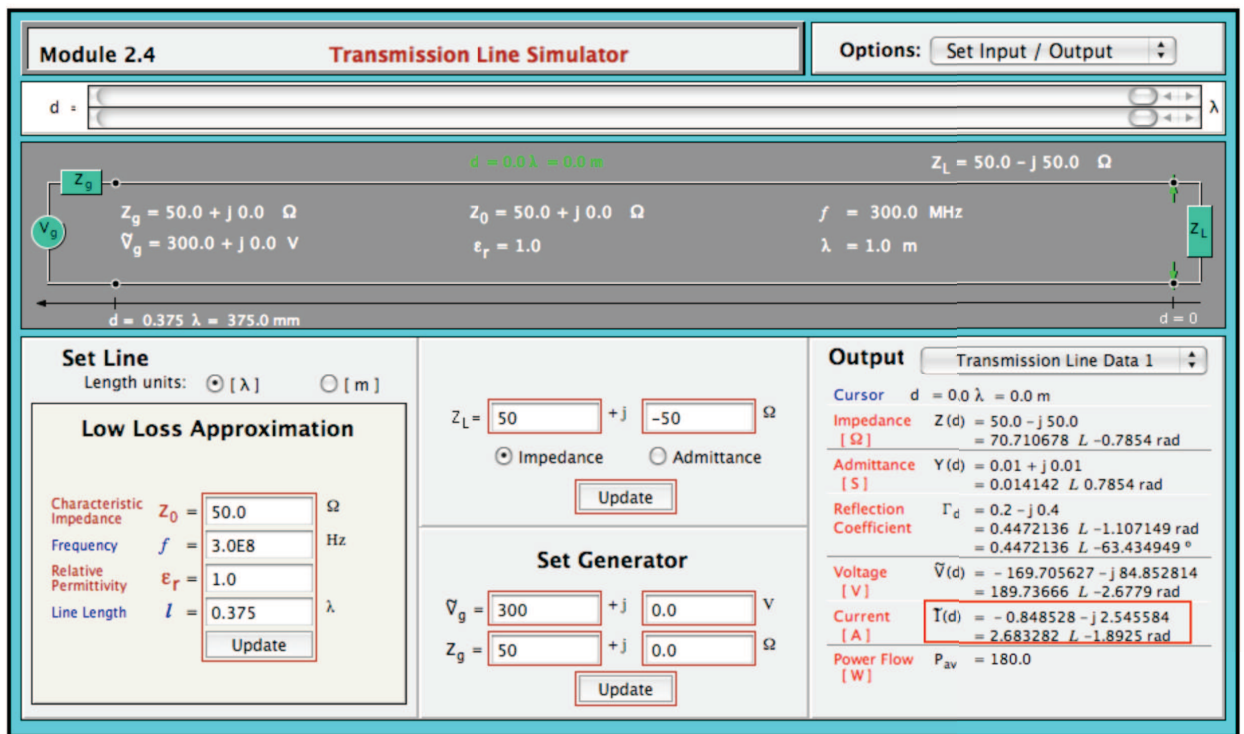 Module 2.4 Transmission Line Simulator Options: Set Input / Output
d = λ
d = 0.0 λ = 0.0 m Z_L = 50.0 - j 50.0 Ω
Z_g
Z_g = 50.0 + j 0.0 Ω Z_0 = 50.0 + j 0.0 Ω f = 300.0 MHz
V_g Ṽ_g = 300.0 + j 0.0 V ε_r = 1.0 λ = 1.0 m Z_L
d = 0.375 λ = 375.0 mm d = 0
Set Line
Length units: [ λ ] [ m ]
Low Loss Approximation
Characteristic Impedance Z_0 = 50.0 Ω
Frequency f = 3.0E8 Hz
Relative Permittivity ε_r = 1.0
Line Length l = 0.375 λ
Update
Z_L = 50 + j -50 Ω
Impedance Admittance
Update
Set Generator
Ṽ_g = 300 + j 0.0 V
Z_g = 50 + j 0.0 Ω
Update
Output Transmission Line Data 1
Cursor d = 0.0 λ = 0.0 m
Impedance Z (d) = 50.0 - j 50.0
[ Ω ] = 70.710678 L -0.7854 rad
Admittance Y (d) = 0.01 + j 0.01
[ S ] = 0.014142 L 0.7854 rad
Reflection Γ_d = 0.2 - j 0.4
Coefficient = 0.4472136 L -1.107149 rad
= 0.4472136 L -63.434949 °
Voltage Ṽ(d) = - 169.705627 - j 84.852814
[ V ] = 189.73666 L -2.6779 rad
Current Ĩ(d) = - 0.848528 - j 2.545584
[ A ] = 2.683282 L -1.8925 rad
Power Flow P_av = 180.0
[ W ]